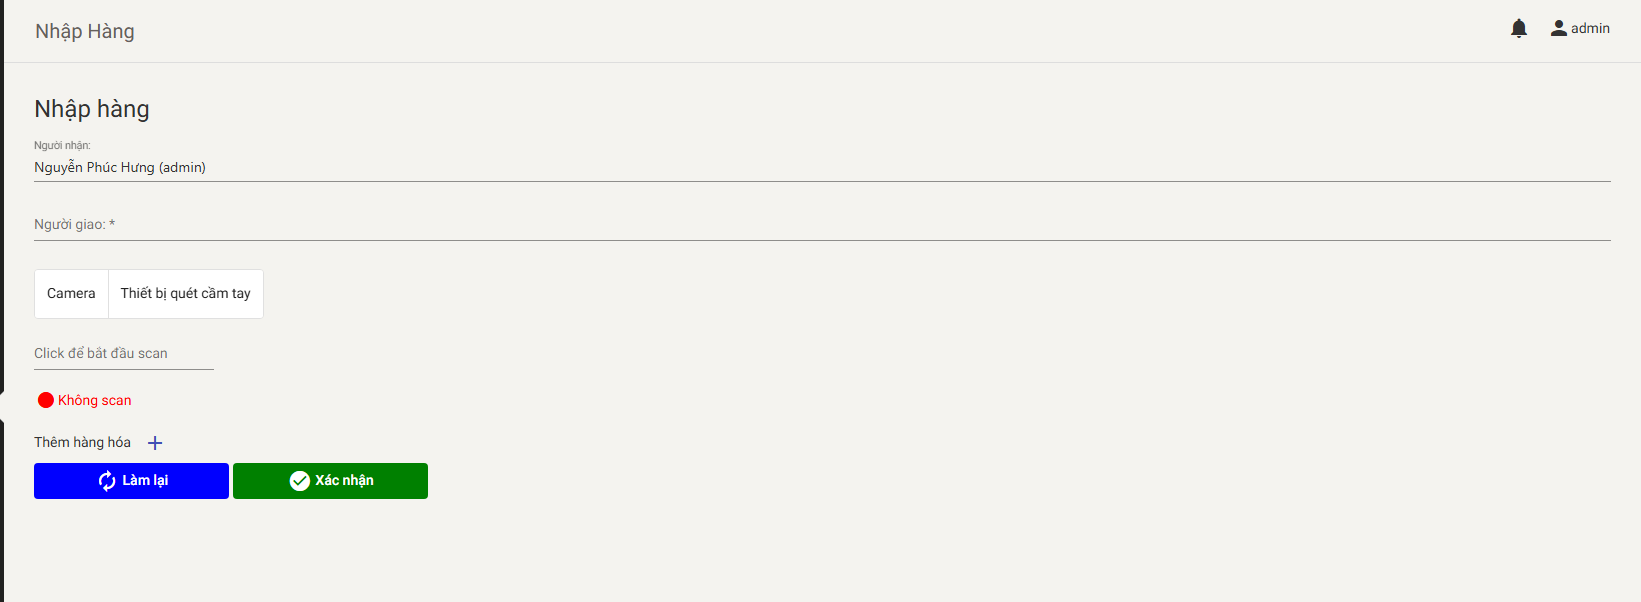 Nhập Hàng
admin
Nhập hàng
Người nhận:
Nguyễn Phúc Hưng (admin)
Người giao: *
Camera
Thiết bị quét cầm tay
Click để bắt đầu scan
Không scan
Thêm hàng hóa
Làm lại
Xác nhận